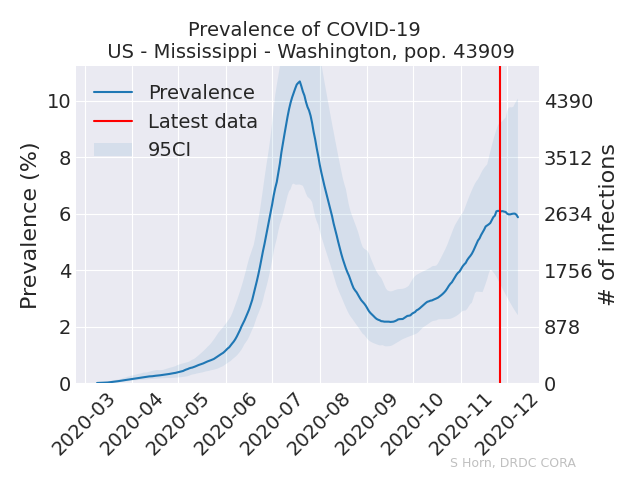 Prevalence of COVID-19
US - Mississippi - Washington, pop. 43909
Prevalence
Latest data
95CI
Prevalence (%)
10
8
6
4
2
0
4390
3512
2634
1756
878
0
# of infections
2020-03
2020-04
2020-05
2020-06
2020-07
2020-08
2020-09
2020-10
2020-11
2020-12
S Horn, DRDC CORA